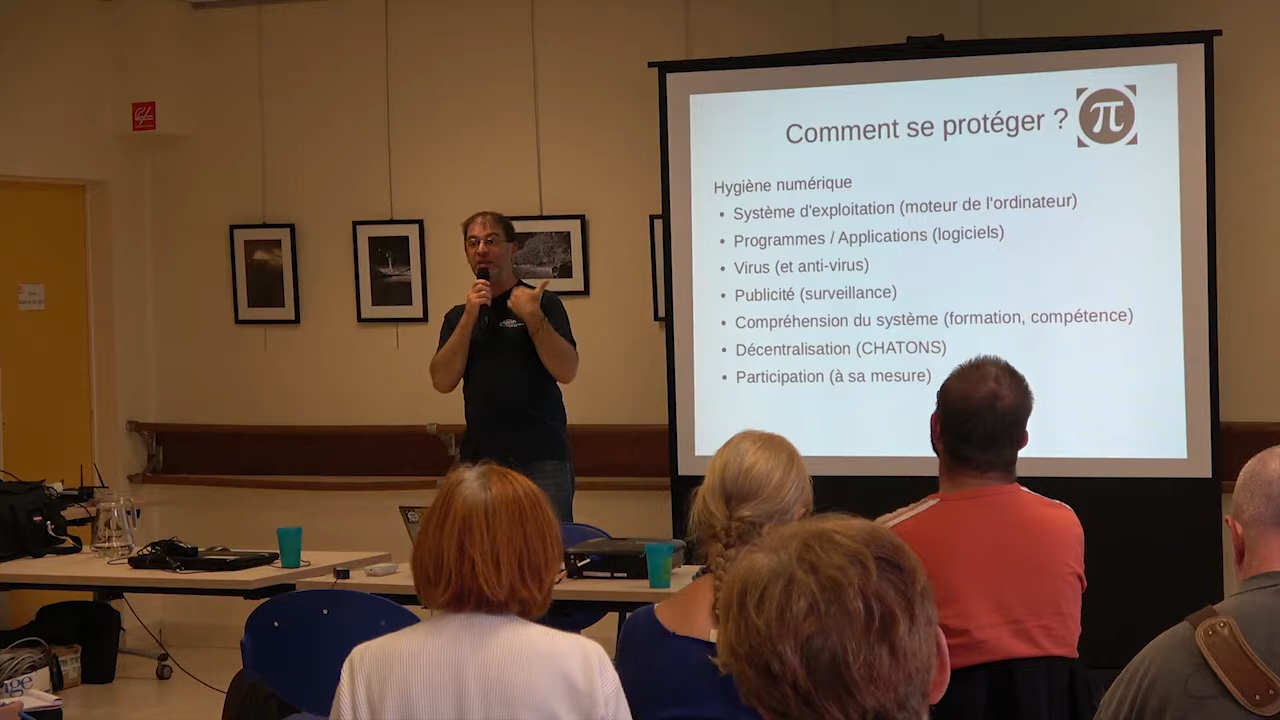 Comment se protéger ?
π
Hygiène numérique
• Système d'exploitation (moteur de l'ordinateur)
• Programmes / Applications (logiciels)
• Virus (et anti-virus)
• Publicité (surveillance)
• Compréhension du système (formation, compétence)
• Décentralisation (CHATONS)
• Participation (à sa mesure)